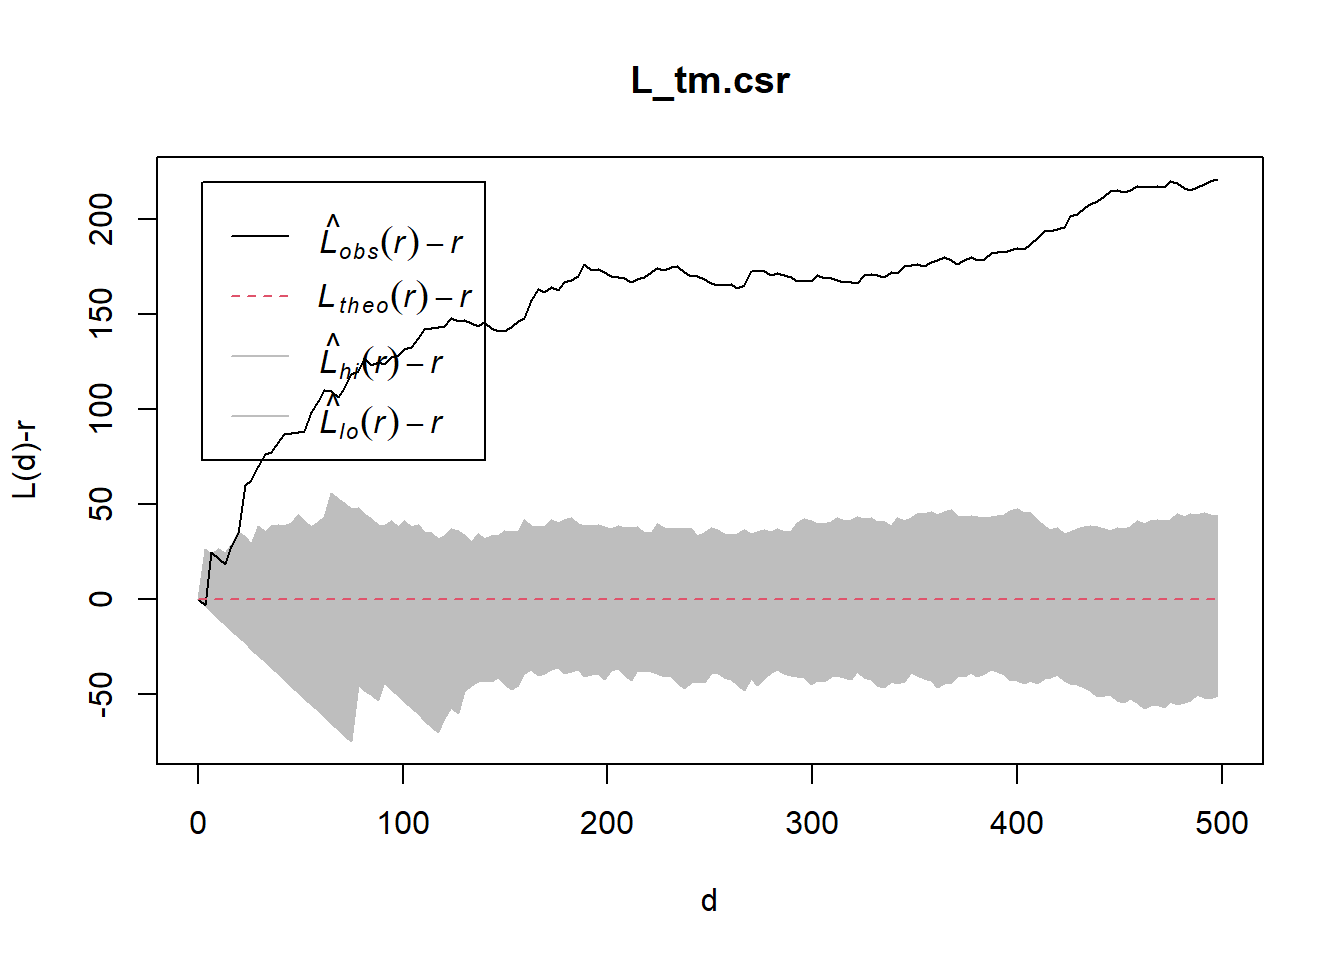 L_tm.csr
L̂obs(r) – r
Ltheo(r) – r
L̂hi(r) – r
L̂lo(r) – r
L(d)-r
200
150
100
50
0
-50
0 100 200 300 400 500
d